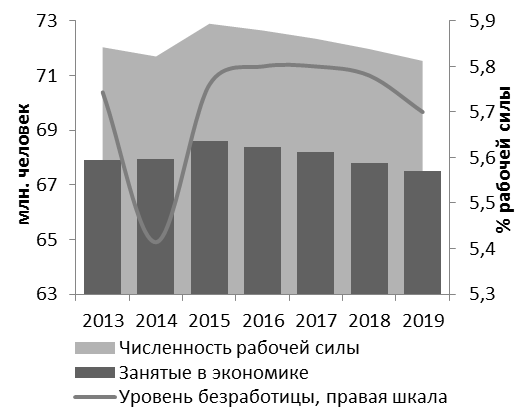 73
71
69
67
65
63
млн. человек
5,9
5,8
5,7
5,6
5,5
5,4
5,3
% рабочей силы
2013 2014 2015 2016 2017 2018 2019
Численность рабочей силы
Занятые в экономике
Уровень безработицы, правая шкала